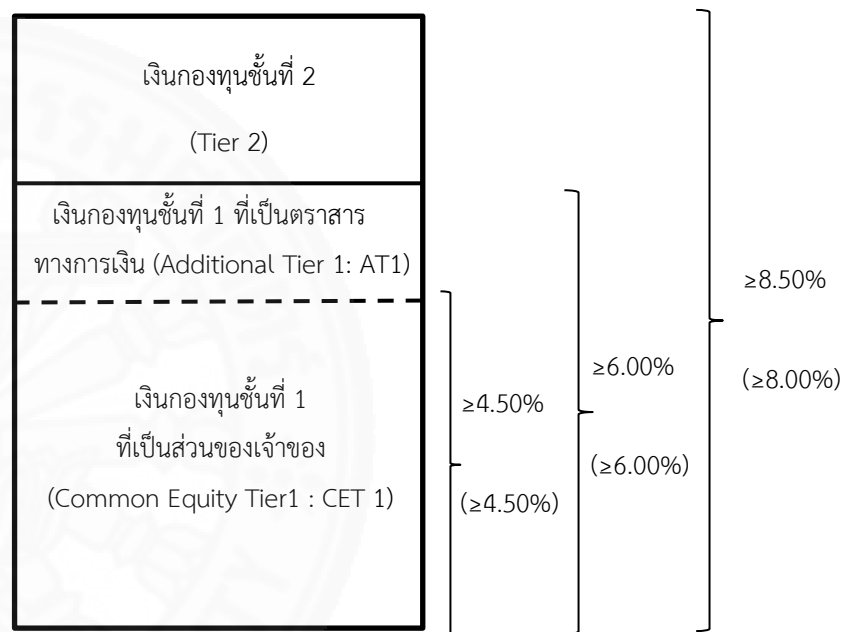 เงินกองทุนชั้นที่ 2
(Tier 2)
เงินกองทุนชั้นที่ 1 ที่เป็นตราสาร
ทางการเงิน (Additional Tier 1: AT1)
เงินกองทุนชั้นที่ 1
ที่เป็นส่วนของเจ้าของ
(Common Equity Tier1 : CET 1)
≥4.50%
(≥4.50%)
≥6.00%
(≥6.00%)
≥8.50%
(≥8.00%)